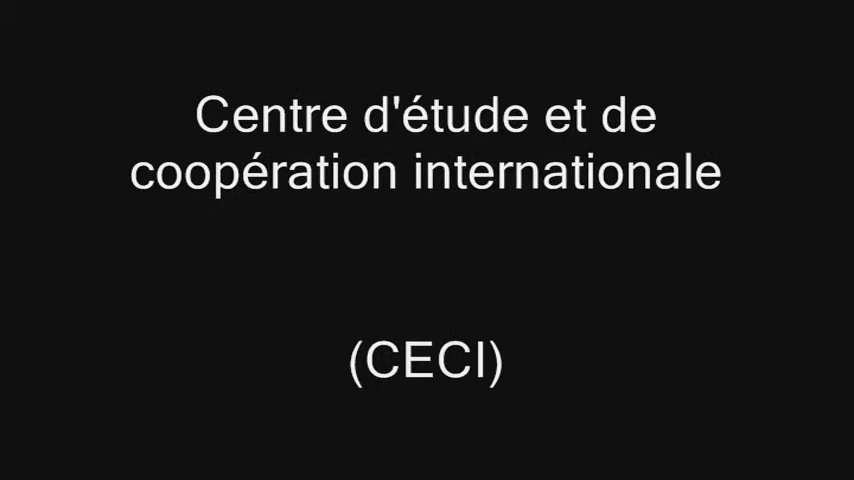 Centre d'étude et de
coopération internationale
(CECI)